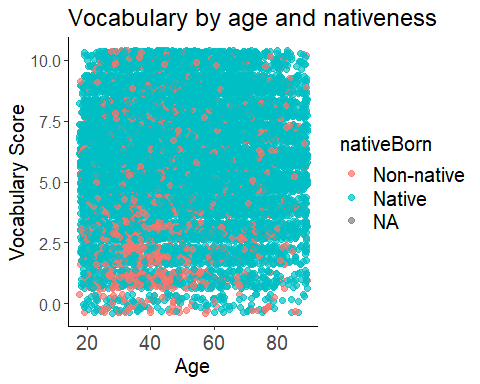 Vocabulary by age and nativeness
10.0
7.5
5.0
2.5
0.0
Vocabulary Score
20 40 60 80
Age
nativeBorn
Non-native
Native
NA